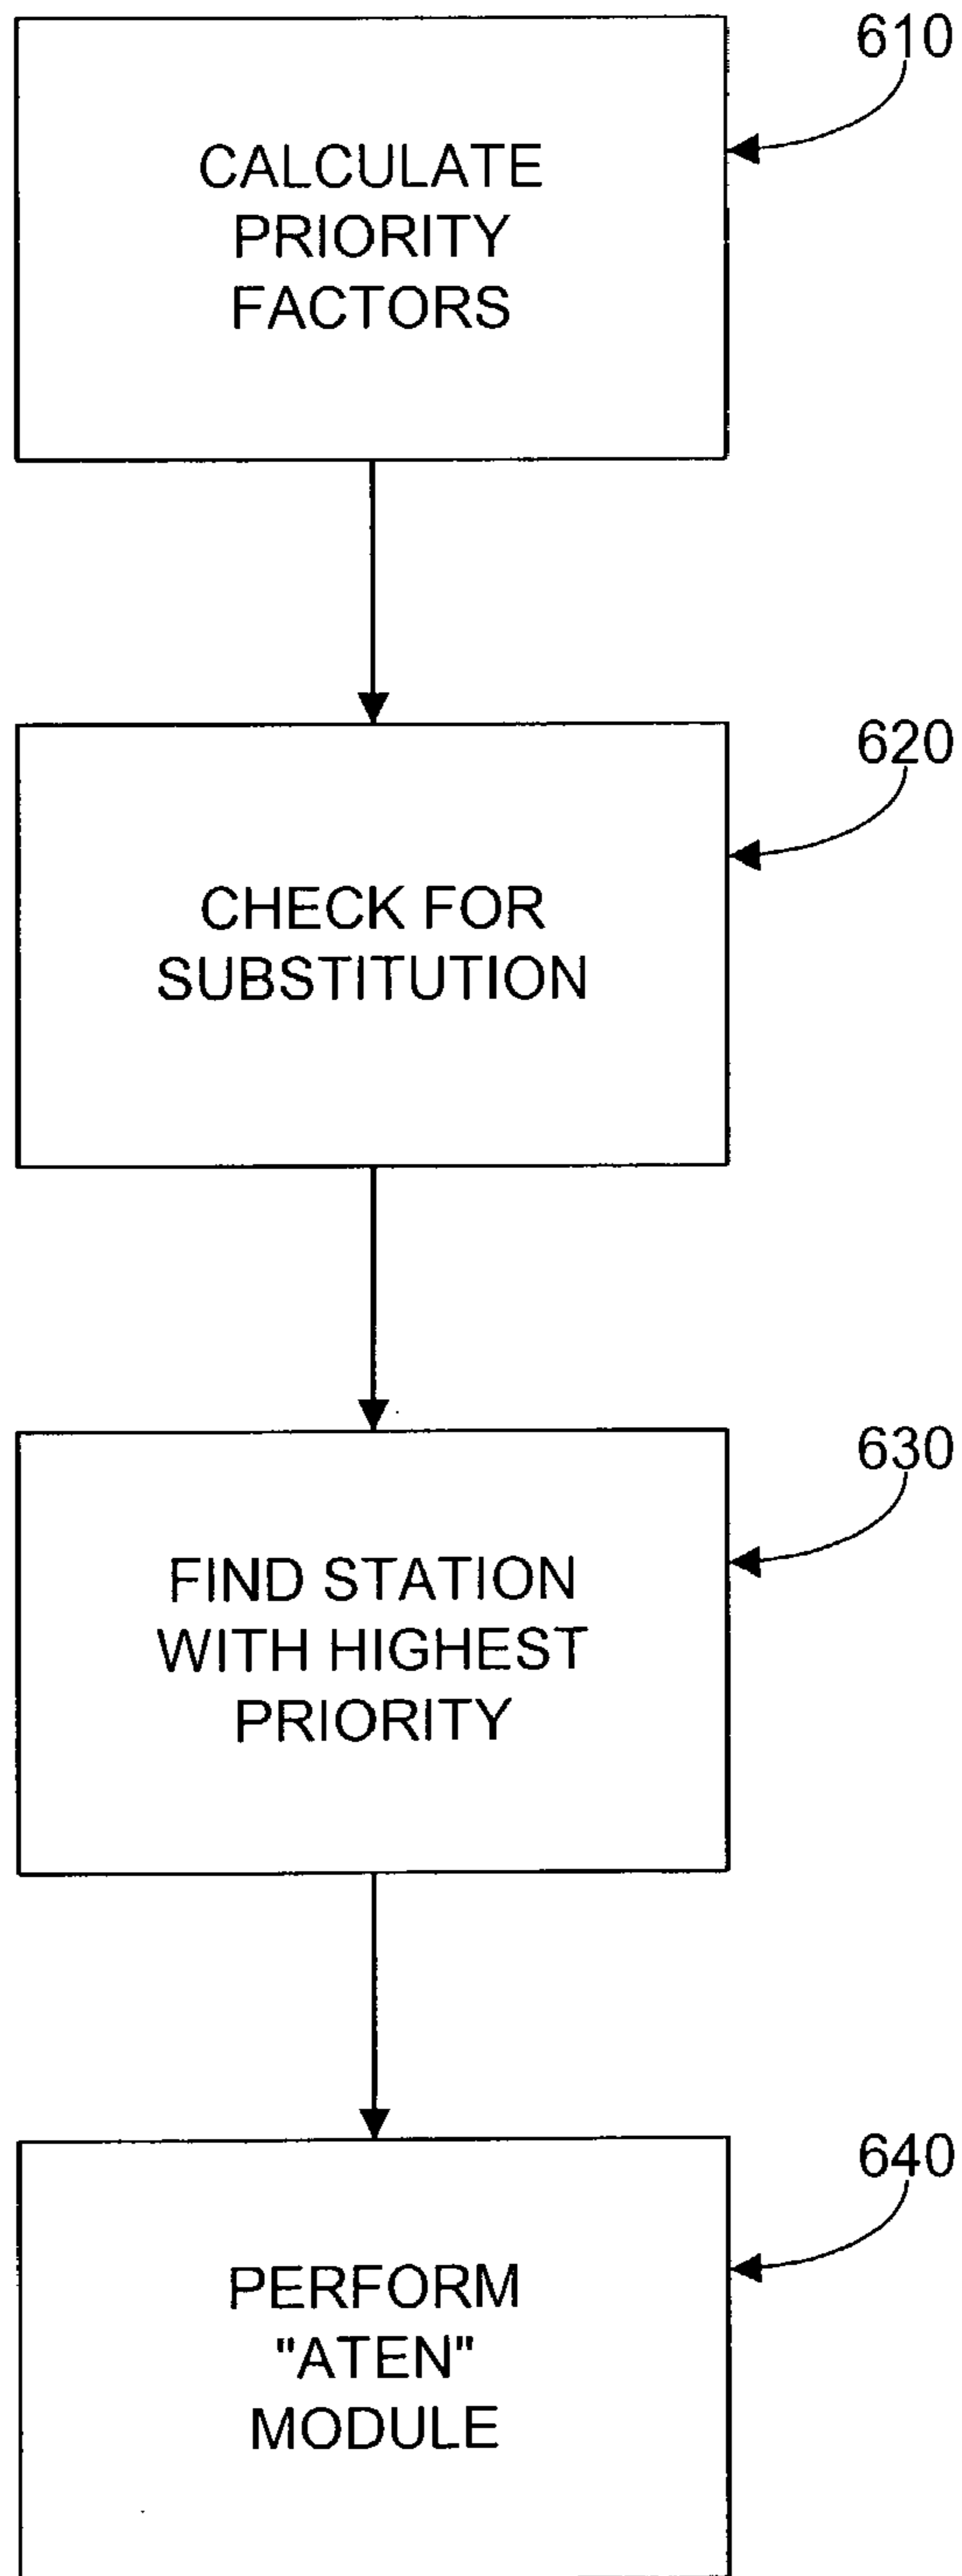 610
CALCULATE
PRIORITY
FACTORS
620
CHECK FOR
SUBSTITUTION
630
FIND STATION
WITH HIGHEST
PRIORITY
640
PERFORM
"ATEN"
MODULE